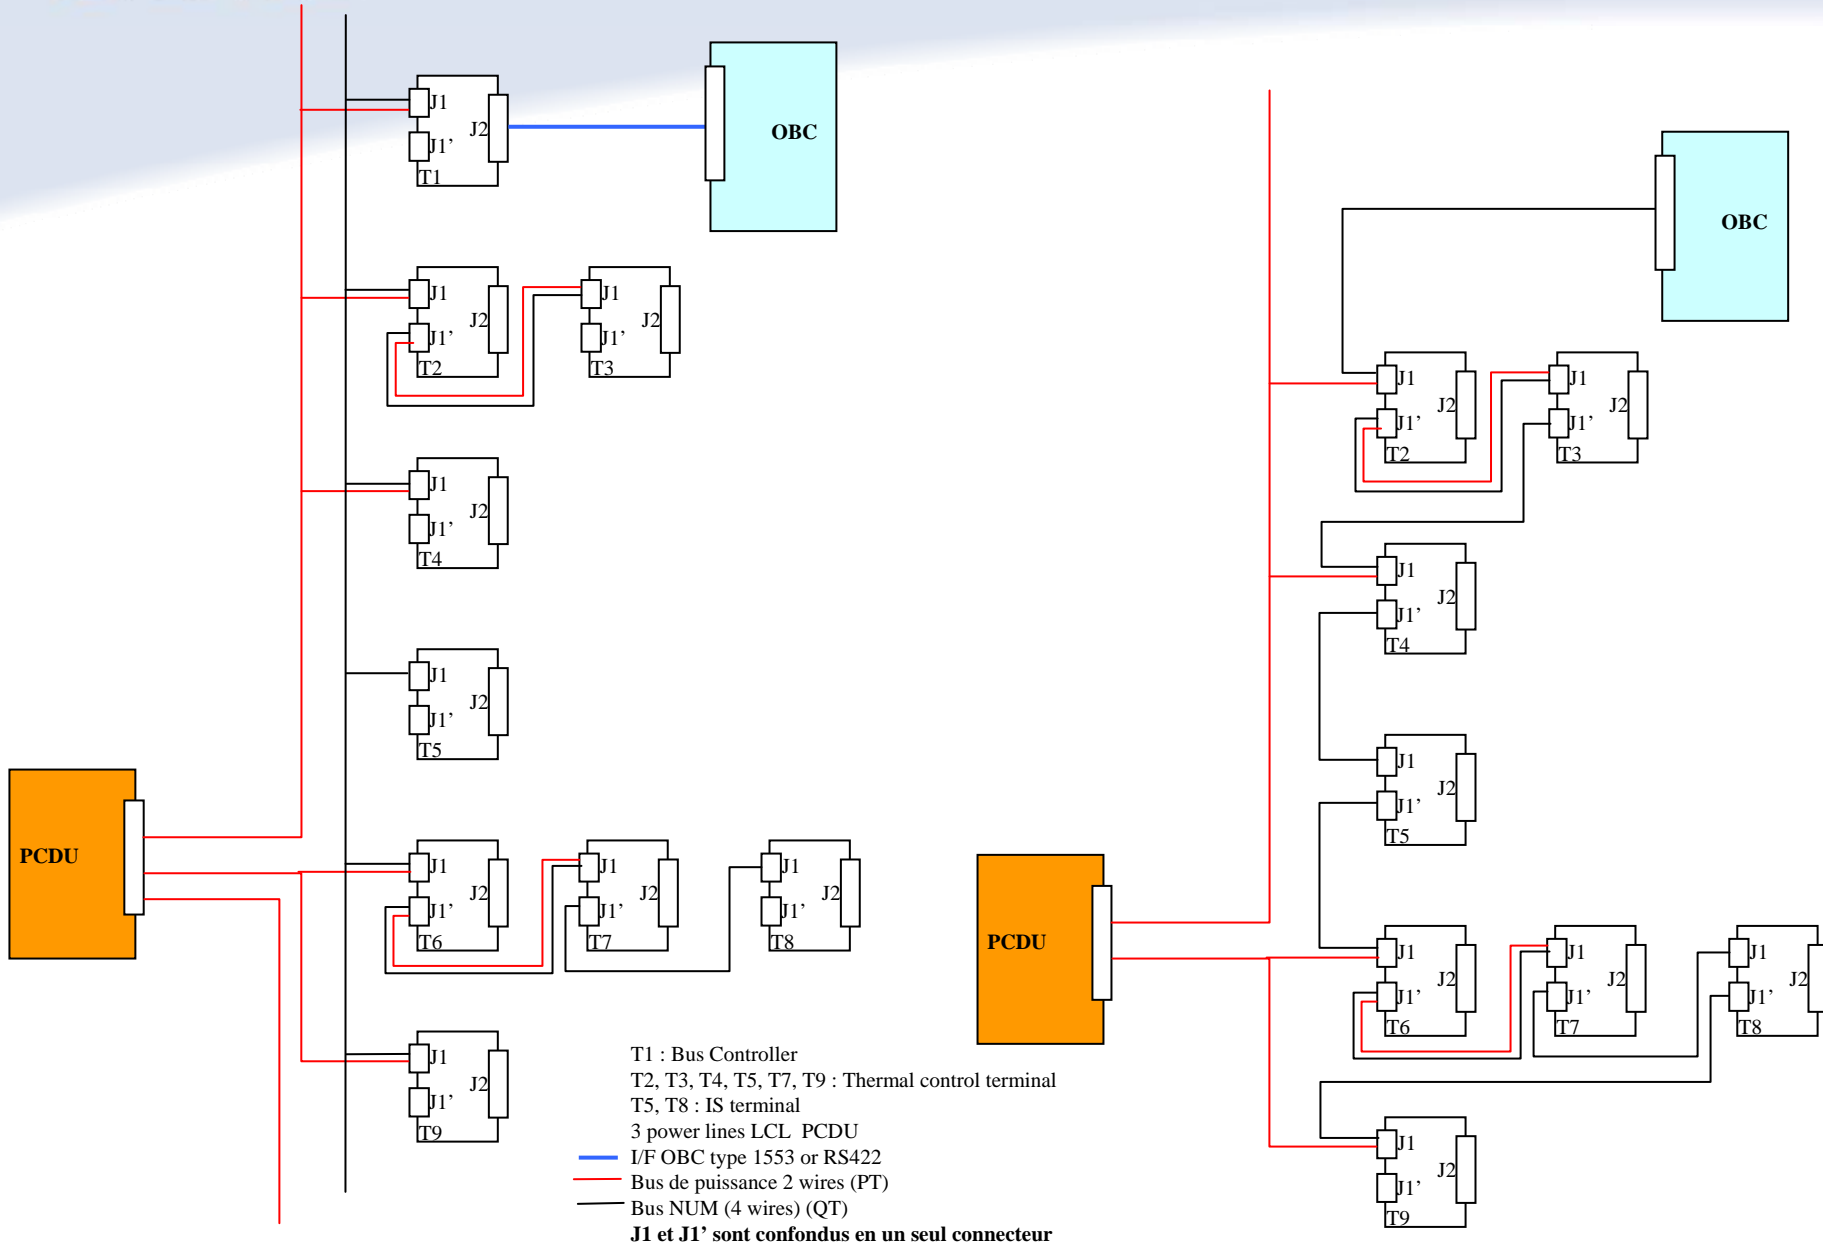 OBC
J1
J2
J1’
T1
J1
J2
J1’
T2
J1
J2
J1’
T3
J1
J2
J1’
T4
J1
J2
J1’
T5
PCDU
J1
J2
J1’
T6
J1
J2
J1’
T7
J1
J2
J1’
T8
J1
J2
J1’
T9
T1 : Bus Controller
T2, T3, T4, T5, T7, T9 : Thermal control terminal
T5, T8 : IS terminal
3 power lines LCL PCDU
I/F OBC type 1553 or RS422
Bus de puissance 2 wires (PT)
Bus NUM (4 wires) (QT)
J1 et J1’ sont confondus en un seul connecteur
OBC
J1
J2
J1’
T2
J1
J2
J1’
T3
J1
J2
J1’
T4
J1
J2
J1’
T5
PCDU
J1
J2
J1’
T6
J1
J2
J1’
T7
J1
J2
J1’
T8
J1
J2
J1’
T9